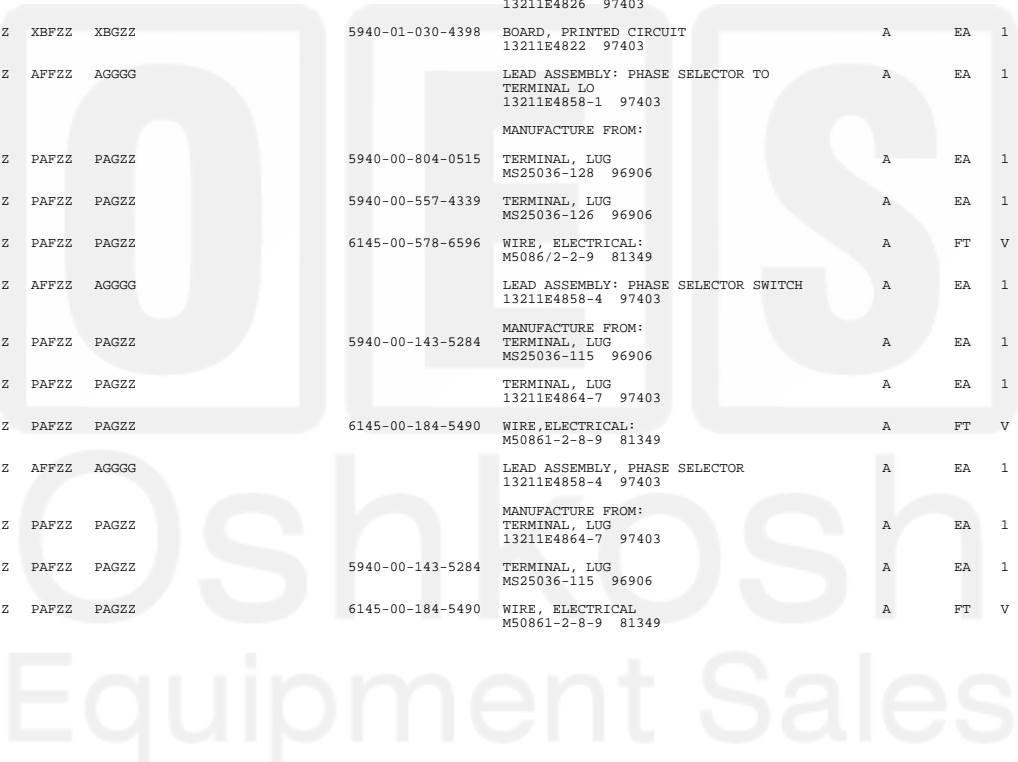 13211E4826 97403
Z XBFZZ XBGZZ 5940-01-030-4398 BOARD, PRINTED CIRCUIT A EA 1
13211E4822 97403
Z AFFZZ AGGGG LEAD ASSEMBLY: PHASE SELECTOR TO A EA 1
TERMINAL LO
13211E4858-1 97403
MANUFACTURE FROM:
Z PAFZZ PAGZZ 5940-00-804-0515 TERMINAL, LUG A EA 1
MS25036-128 96906
Z PAFZZ PAGZZ 5940-00-557-4339 TERMINAL, LUG A EA 1
MS25036-126 96906
Z PAFZZ PAGZZ 6145-00-578-6596 WIRE, ELECTRICAL: A FT V
M5086/2-2-9 81349
Z AFFZZ AGGGG LEAD ASSEMBLY: PHASE SELECTOR SWITCH A EA 1
13211E4858-4 97403
MANUFACTURE FROM:
Z PAFZZ PAGZZ 5940-00-143-5284 TERMINAL, LUG A EA 1
MS25036-115 96906
Z PAFZZ PAGZZ TERMINAL, LUG A EA 1
13211E4864-7 97403
Z PAFZZ PAGZZ 6145-00-184-5490 WIRE,ELECTRICAL: A FT V
M50861-2-8-9 81349
Z AFFZZ AGGGG LEAD ASSEMBLY, PHASE SELECTOR A EA 1
13211E4858-4 97403
MANUFACTURE FROM:
Z PAFZZ PAGZZ TERMINAL, LUG A EA 1
13211E4864-7 97403
Z PAFZZ PAGZZ 5940-00-143-5284 TERMINAL, LUG A EA 1
MS25036-115 96906
Z PAFZZ PAGZZ 6145-00-184-5490 WIRE, ELECTRICAL A FT V
M50861-2-8-9 81349
OES
Oshkosh
Equipment Sales